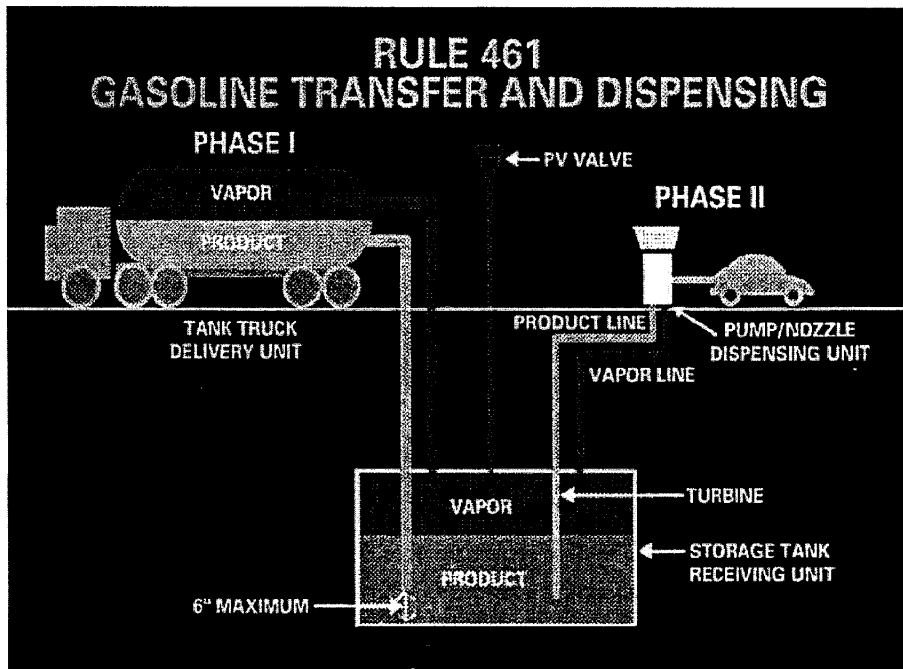 RULE 461
GASOLINE TRANSFER AND DISPENSING
PHASE I
PV VALVE
VAPOR
PHASE II
PRODUCT
TANK TRUCK
DELIVERY UNIT
PRODUCT LINE
PUMP/NOZZLE
DISPENSING UNIT
VAPOR LINE
VAPOR
TURBINE
STORAGE TANK
RECEIVING UNIT
PRODUCT
6" MAXIMUM